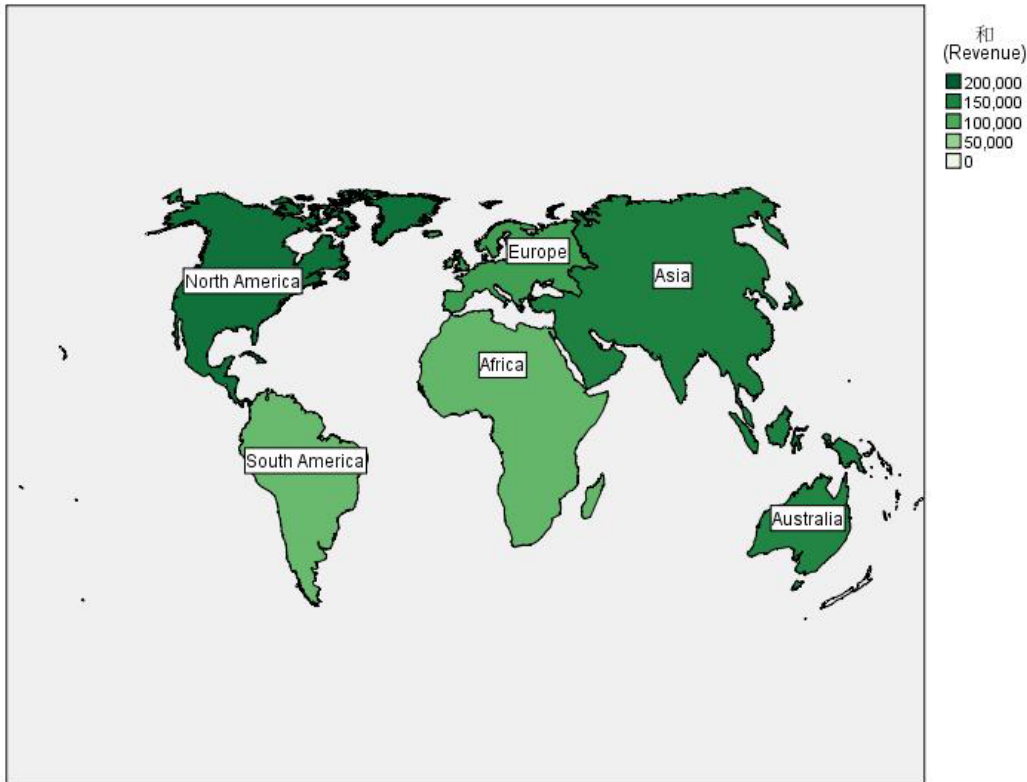 和
(Revenue)
200,000
150,000
100,000
50,000
0
Europe
North America
Asia
Africa
South America
Australia